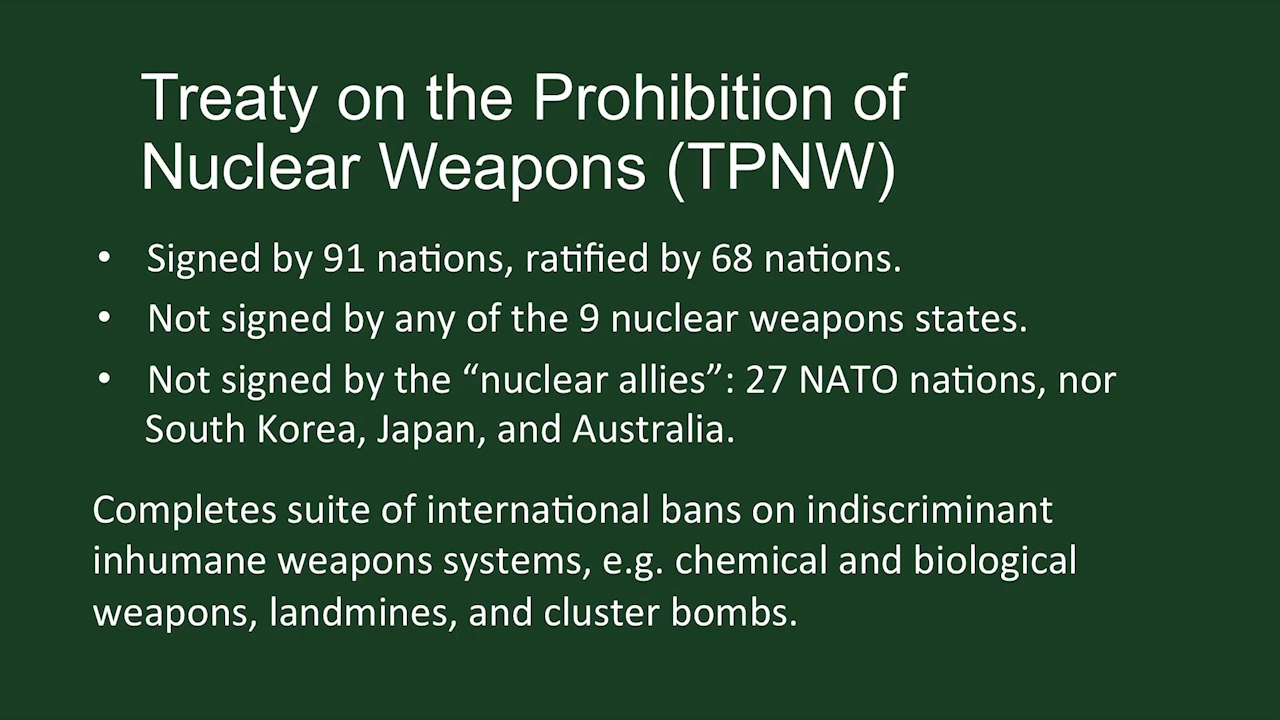 Treaty on the Prohibition of
Nuclear Weapons (TPNW)
• Signed by 91 nations, ratified by 68 nations.
• Not signed by any of the 9 nuclear weapons states.
• Not signed by the “nuclear allies”: 27 NATO nations, nor
South Korea, Japan, and Australia.
Completes suite of international bans on indiscriminant
inhumane weapons systems, e.g. chemical and biological
weapons, landmines, and cluster bombs.